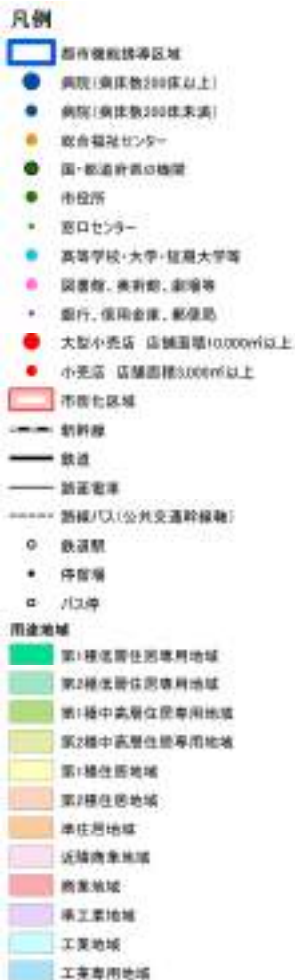 凡例
都市機能誘導区域
病院(病床数200床以上)
病院(病床数200床未満)
総合福祉センター
国・都道府県の機関
市役所
窓口センター
高等学校・大学・短期大学等
図書館、美術館、劇場等
銀行、信用金庫、郵便局
大型小売店 店舗面積10,000㎡以上
小売店 店舗面積3,000㎡以上
市街化区域
新幹線
鉄道
路面電車
路線バス(公共交通幹線軸)
鉄道駅
停留場
バス停
用途地域
第1種低層住居専用地域
第2種低層住居専用地域
第1種中高層住居専用地域
第2種中高層住居専用地域
第1種住居地域
第2種住居地域
準住居地域
近隣商業地域
商業地域
準工業地域
工業地域
工業専用地域